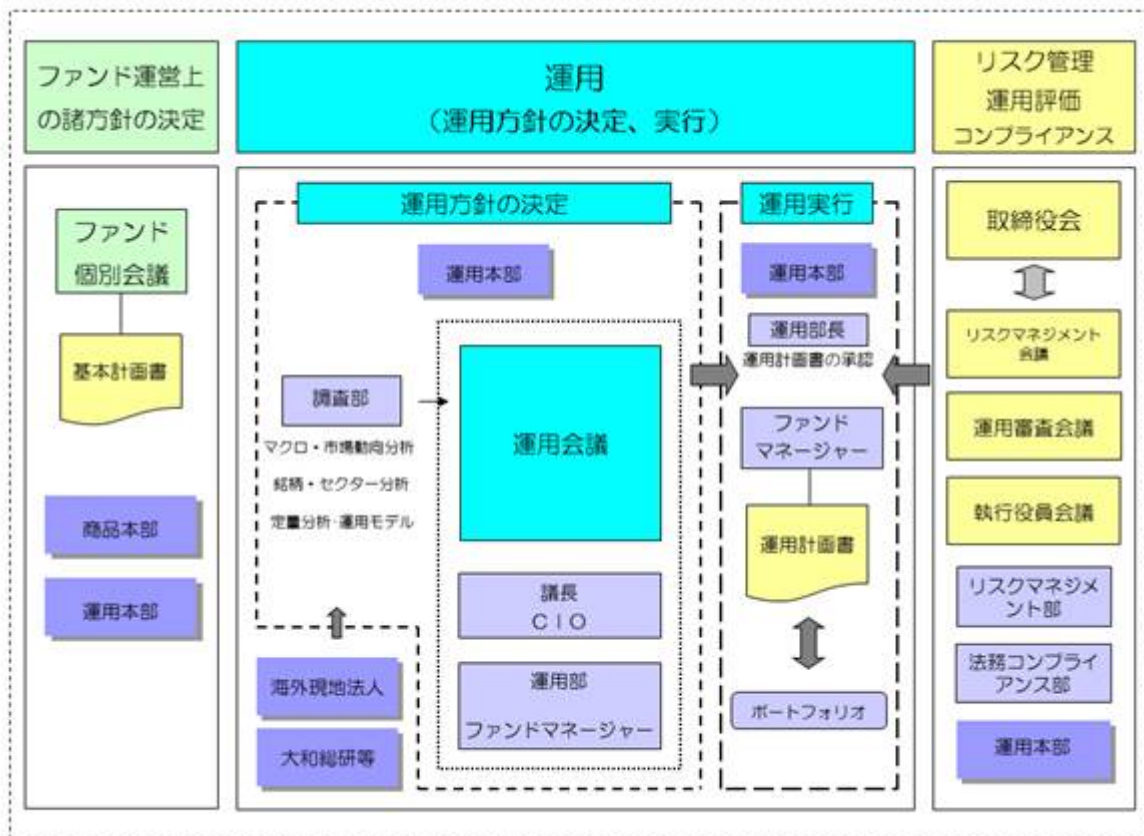 ファンド運営上
の諸方針の決定
運用
（運用方針の決定、実行）
リスク管理
運用評価
コンプライアンス
ファンド
個別会議
基本計画書
商品本部
運用本部
運用方針の決定
運用本部
調査部
マクロ・市場動向分析
銘柄・セクター分析
定量分析・運用モデル
運用会議
議長
ＣＩＯ
運用部
ファンドマネージャー
海外現地法人
大和総研等
運用実行
運用本部
運用部長
運用計画書の承認
ファンド
マネージャー
運用計画書
ポートフォリオ
取締役会
リスクマネジメント
会議
運用審査会議
執行役員会議
リスクマネジメ
ント部
法務コンプライ
アンス部
運用本部